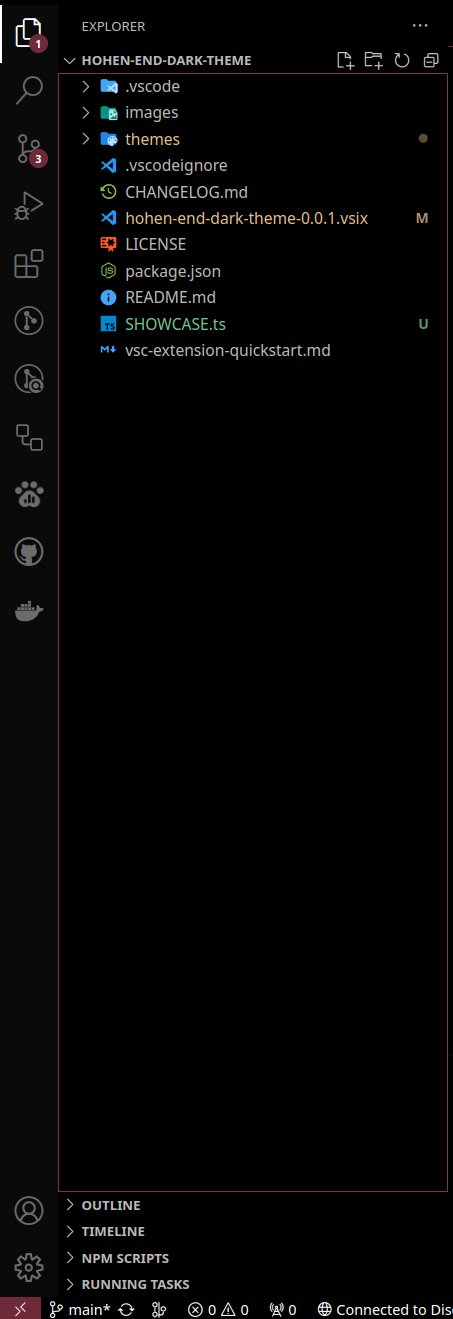 EXPLORER
HOHEN-END-DARK-THEME
.vscode
images
themes
.vscodeignore
CHANGELOG.md
hohen-end-dark-theme-0.0.1.vsix M
LICENSE
package.json
README.md
SHOWCASE.ts U
vsc-extension-quickstart.md
1
3
OUTLINE
TIMELINE
NPM SCRIPTS
RUNNING TASKS
main* 0 0 0 Connected to Disc